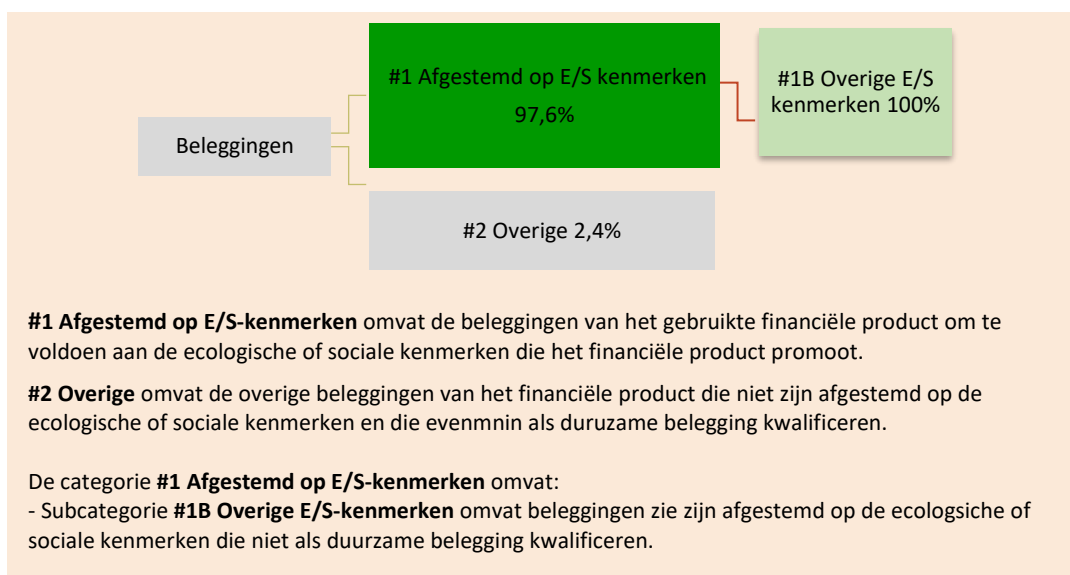 #1 Afgestemd op E/S kenmerken
97,6%
#1B Overige E/S
kenmerken 100%
Beleggingen
#2 Overige 2,4%
#1 Afgestemd op E/S-kenmerken omvat de beleggingen van het gebruikte financiële product om te
voldoen aan de ecologische of sociale kenmerken die het financiële product promoot.
#2 Overige omvat de overige beleggingen van het financiële product die niet zijn afgestemd op de
ecologische of sociale kenmerken en die evenmnin als duruzame belegging kwalificeren.
De categorie #1 Afgestemd op E/S-kenmerken omvat:
- Subcategorie #1B Overige E/S-kenmerken omvat beleggingen zie zijn afgestemd op de ecologsiche of
sociale kenmerken die niet als duurzame belegging kwalificeren.